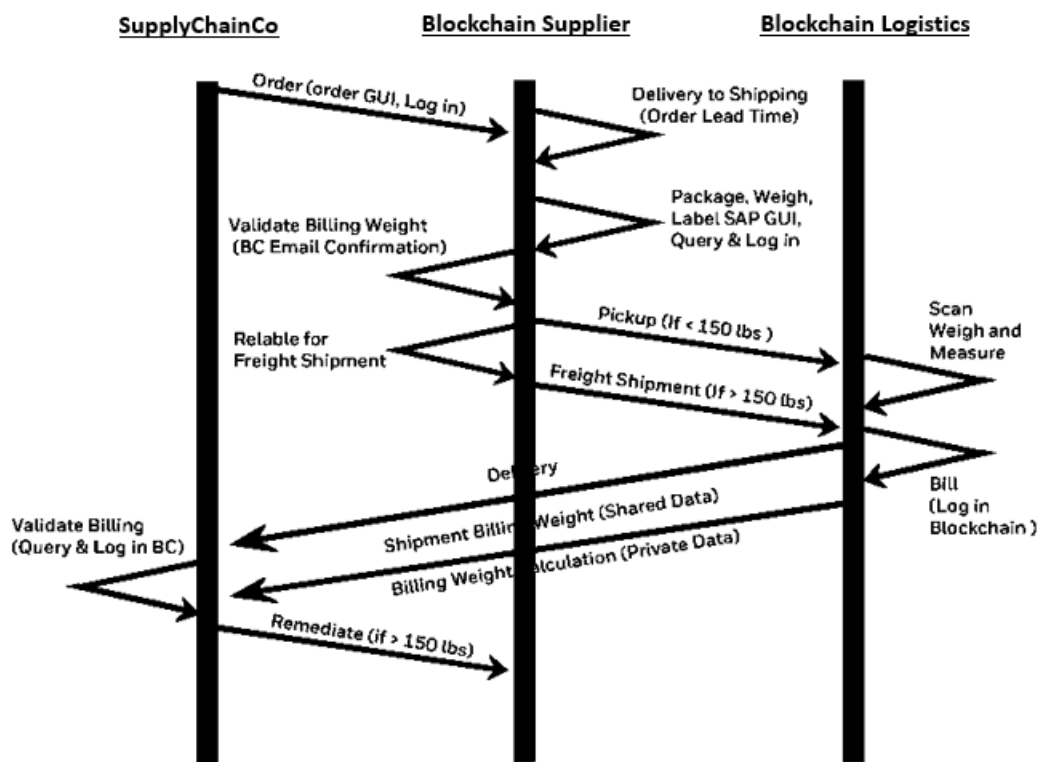 SupplyChainCo
Blockchain Supplier
Blockchain Logistics
Order (order GUI, Log in)
Delivery to Shipping
(Order Lead Time)
Package, Weigh,
Label SAP GUI,
Query & Log in
Validate Billing Weight
(BC Email Confirmation)
Pickup (If < 150 lbs )
Scan
Weigh and
Measure
Relable for
Freight Shipment
Freight Shipment (If > 150 lbs)
Delivery
Bill
(Log in
Blockchain )
Shipment Billing Weight (Shared Data)
Validate Billing
(Query & Log in BC)
Billing Weight Calculation (Private Data)
Remediate (if > 150 lbs)